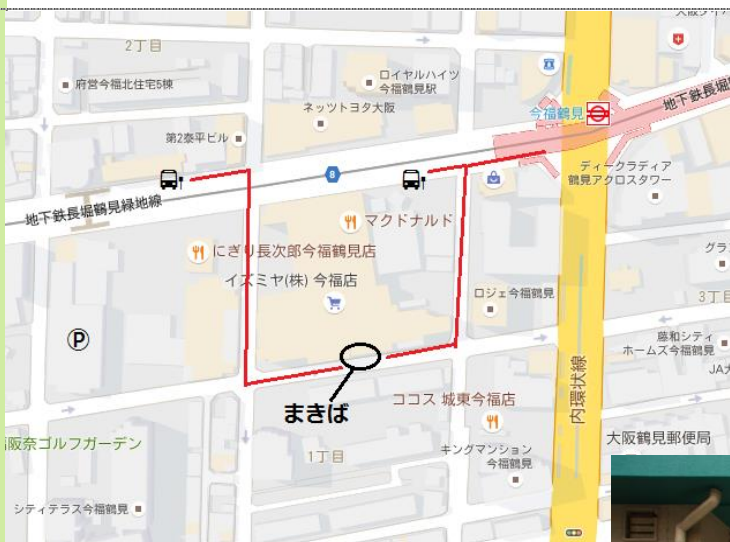 2丁目
府営今福北住宅5棟
ロイヤルハイツ
今福鶴見駅
ネッツトヨタ大阪
第2泰平ビル
今福鶴見
地下鉄長堀
8
ディークラディア
鶴見アクロスタワー
地下鉄長堀鶴見緑地線
マクドナルド
にぎり長次郎今福鶴見店
イズミヤ(株) 今福店
グラ
ロジェ今福鶴見
3丁目
P
藤和シティ
ホームズ今福鶴見
JA大
まきば
ココス 城東今福店
内環状線
阪奈ゴルフガーデン
1丁目
キングマンション
今福鶴見
大阪鶴見郵便局
シティテラス今福鶴見